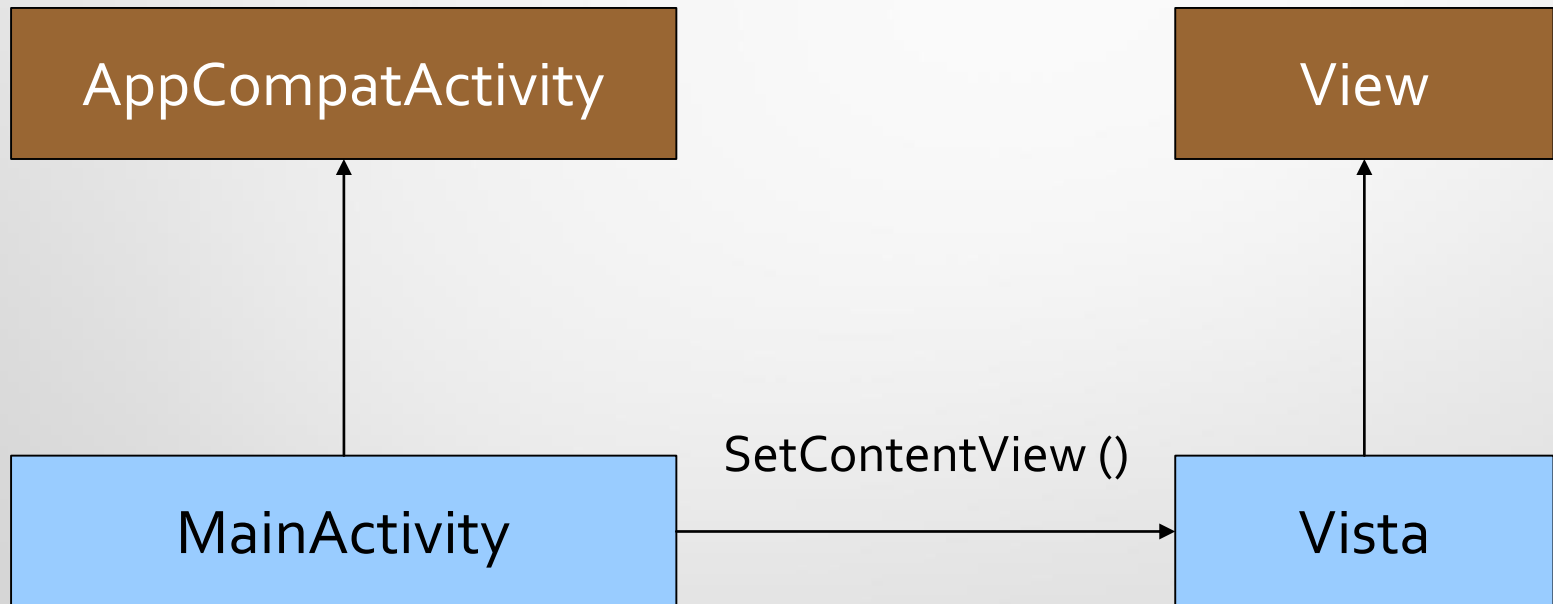 AppCompatActivity
View
SetContentView ()
MainActivity
Vista